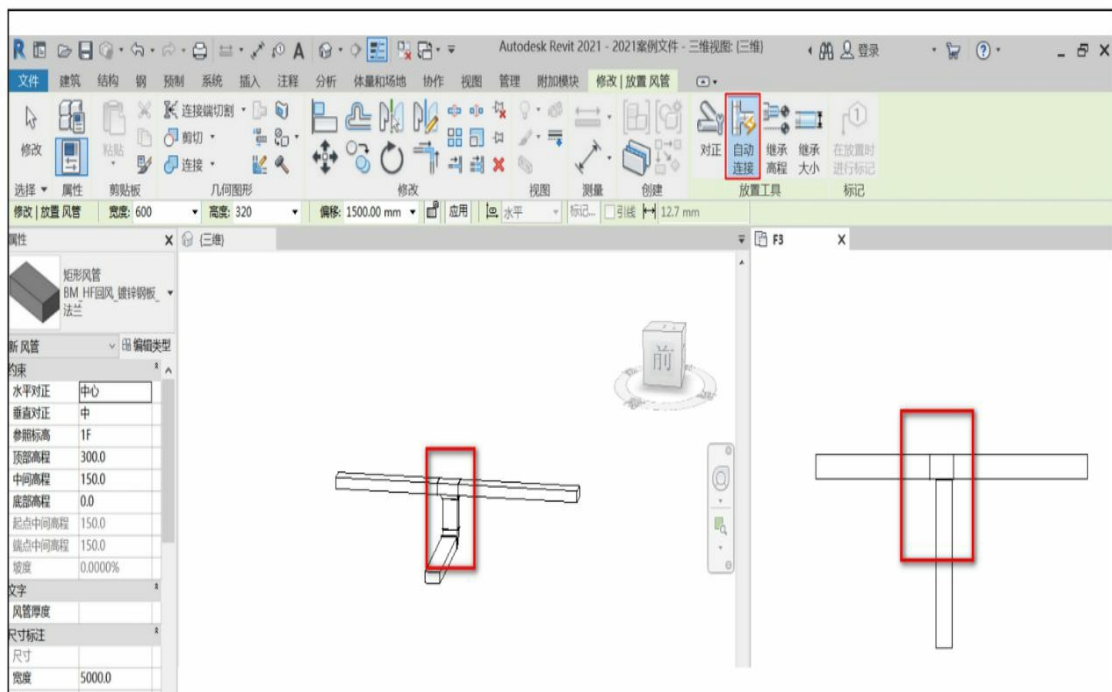 Autodesk Revit 2021 - 2021案例文件 - 三维视图: {三维}
登录
文件 建筑 结构 钢 预制 系统 插入 注释 分析 体量和场地 协作 视图 管理 附加模块 修改 | 放置 风管
连接端切割
剪切
连接
修改
粘贴
对正
自动
连接
继承
高程
继承
大小
在放置时
进行标记
选择 属性 剪贴板 几何图形 修改 视图 测量 创建 放置工具 标记
修改 | 放置 风管 宽度: 600 高度: 320 偏移: 1500.00 mm 应用 水平 标记... 引线 12.7 mm
属性 X {三维} F3 X
矩形风管
BM_HF回风_镀锌钢板_
法兰
新 风管 编辑类型
约束
水平对正 中心
垂直对正 中
参照标高 1F
顶部高程 300.0
中间高程 150.0
底部高程 0.0
起点中间高程 150.0
端点中间高程 150.0
坡度 0.0000%
文字
风管厚度
尺寸标注
尺寸
宽度 5000.0
前